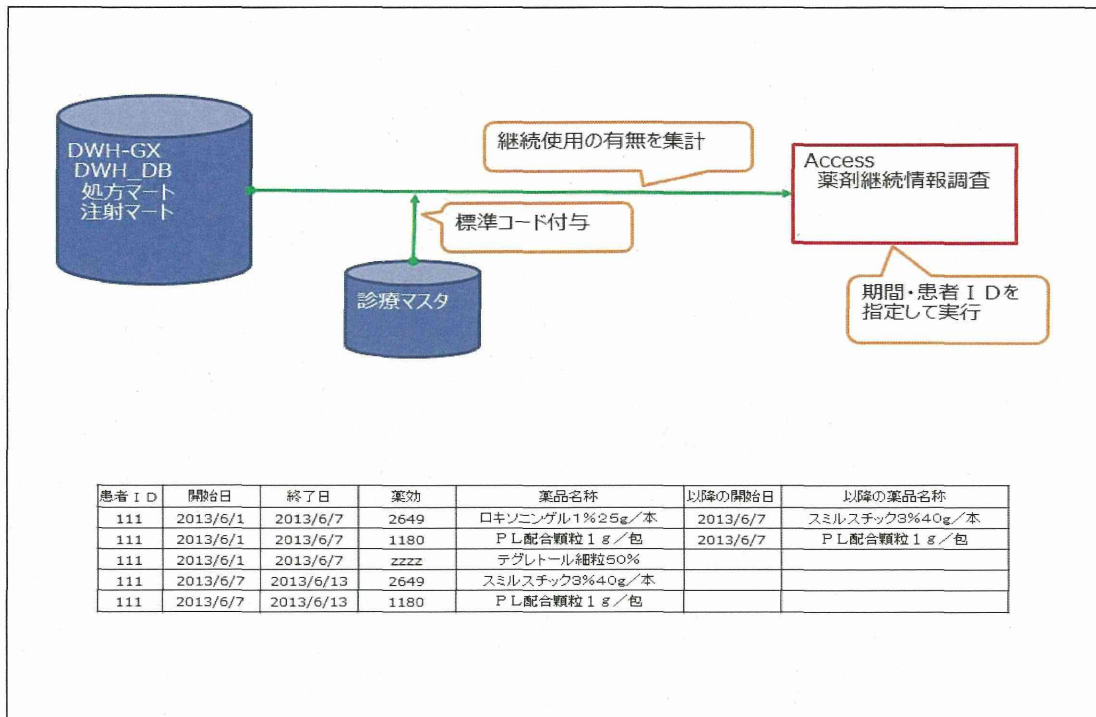 DWH-GX
DWH_DB
処方マート
注射マート
継続使用の有無を集計
Access
薬剤継続情報調査
標準コード付与
診療マスタ
期間・患者ＩＤを
指定して実行
患者ＩＤ 開始日 終了日 薬効 薬品名称 以降の開始日 以降の薬品名称
111 2013/6/1 2013/6/7 2649 ロキソニンゲル１％２５ｇ／本 2013/6/7 スミルスチック３％４０ｇ／本
111 2013/6/1 2013/6/7 1180 ＰＬ配合顆粒１ｇ／包 2013/6/7 ＰＬ配合顆粒１ｇ／包
111 2013/6/1 2013/6/7 zzzz テグレトール細粒50％
111 2013/6/7 2013/6/13 2649 スミルスチック３％４０ｇ／本
111 2013/6/7 2013/6/13 1180 ＰＬ配合顆粒１ｇ／包